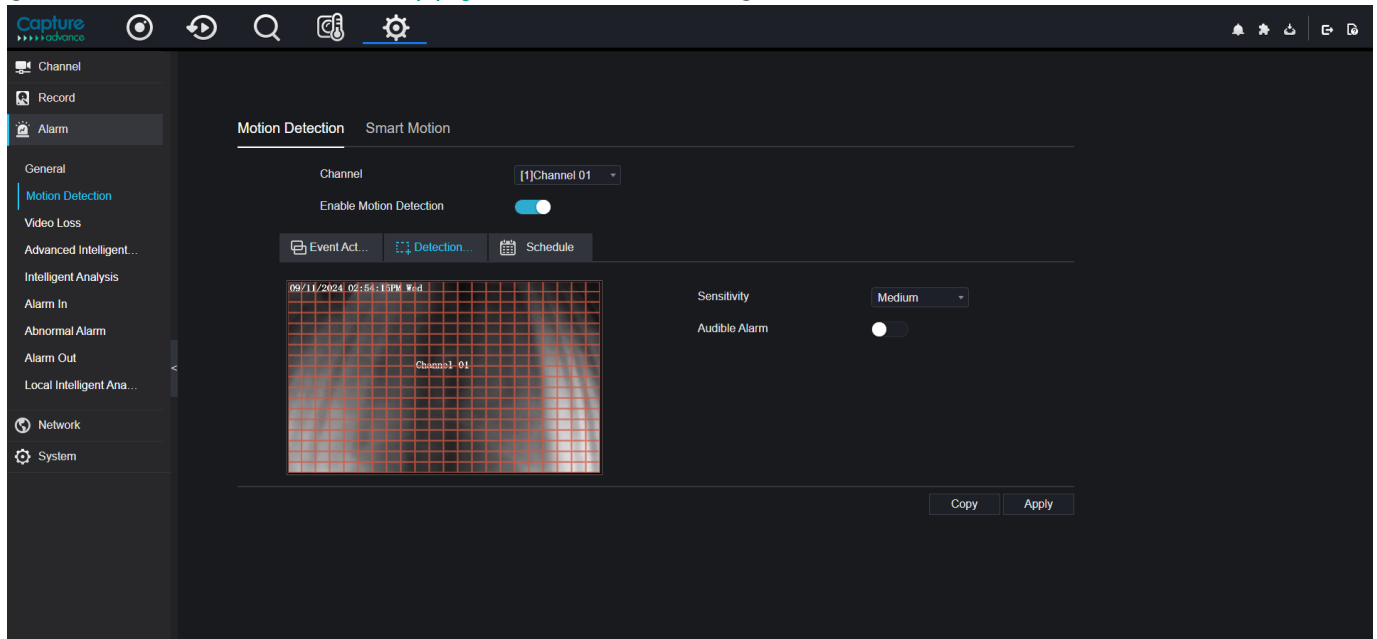 Capture
advance
Channel
Record
Alarm
General
Motion Detection
Video Loss
Advanced Intelligent...
Intelligent Analysis
Alarm In
Abnormal Alarm
Alarm Out
Local Intelligent Ana...
Network
System
<
Motion Detection Smart Motion
Channel [1]Channel 01
Enable Motion Detection
Event Act... Detection... Schedule
09/11/2024 02:54:15PM Wed
Channel 01
Sensitivity Medium
Audible Alarm
Copy Apply